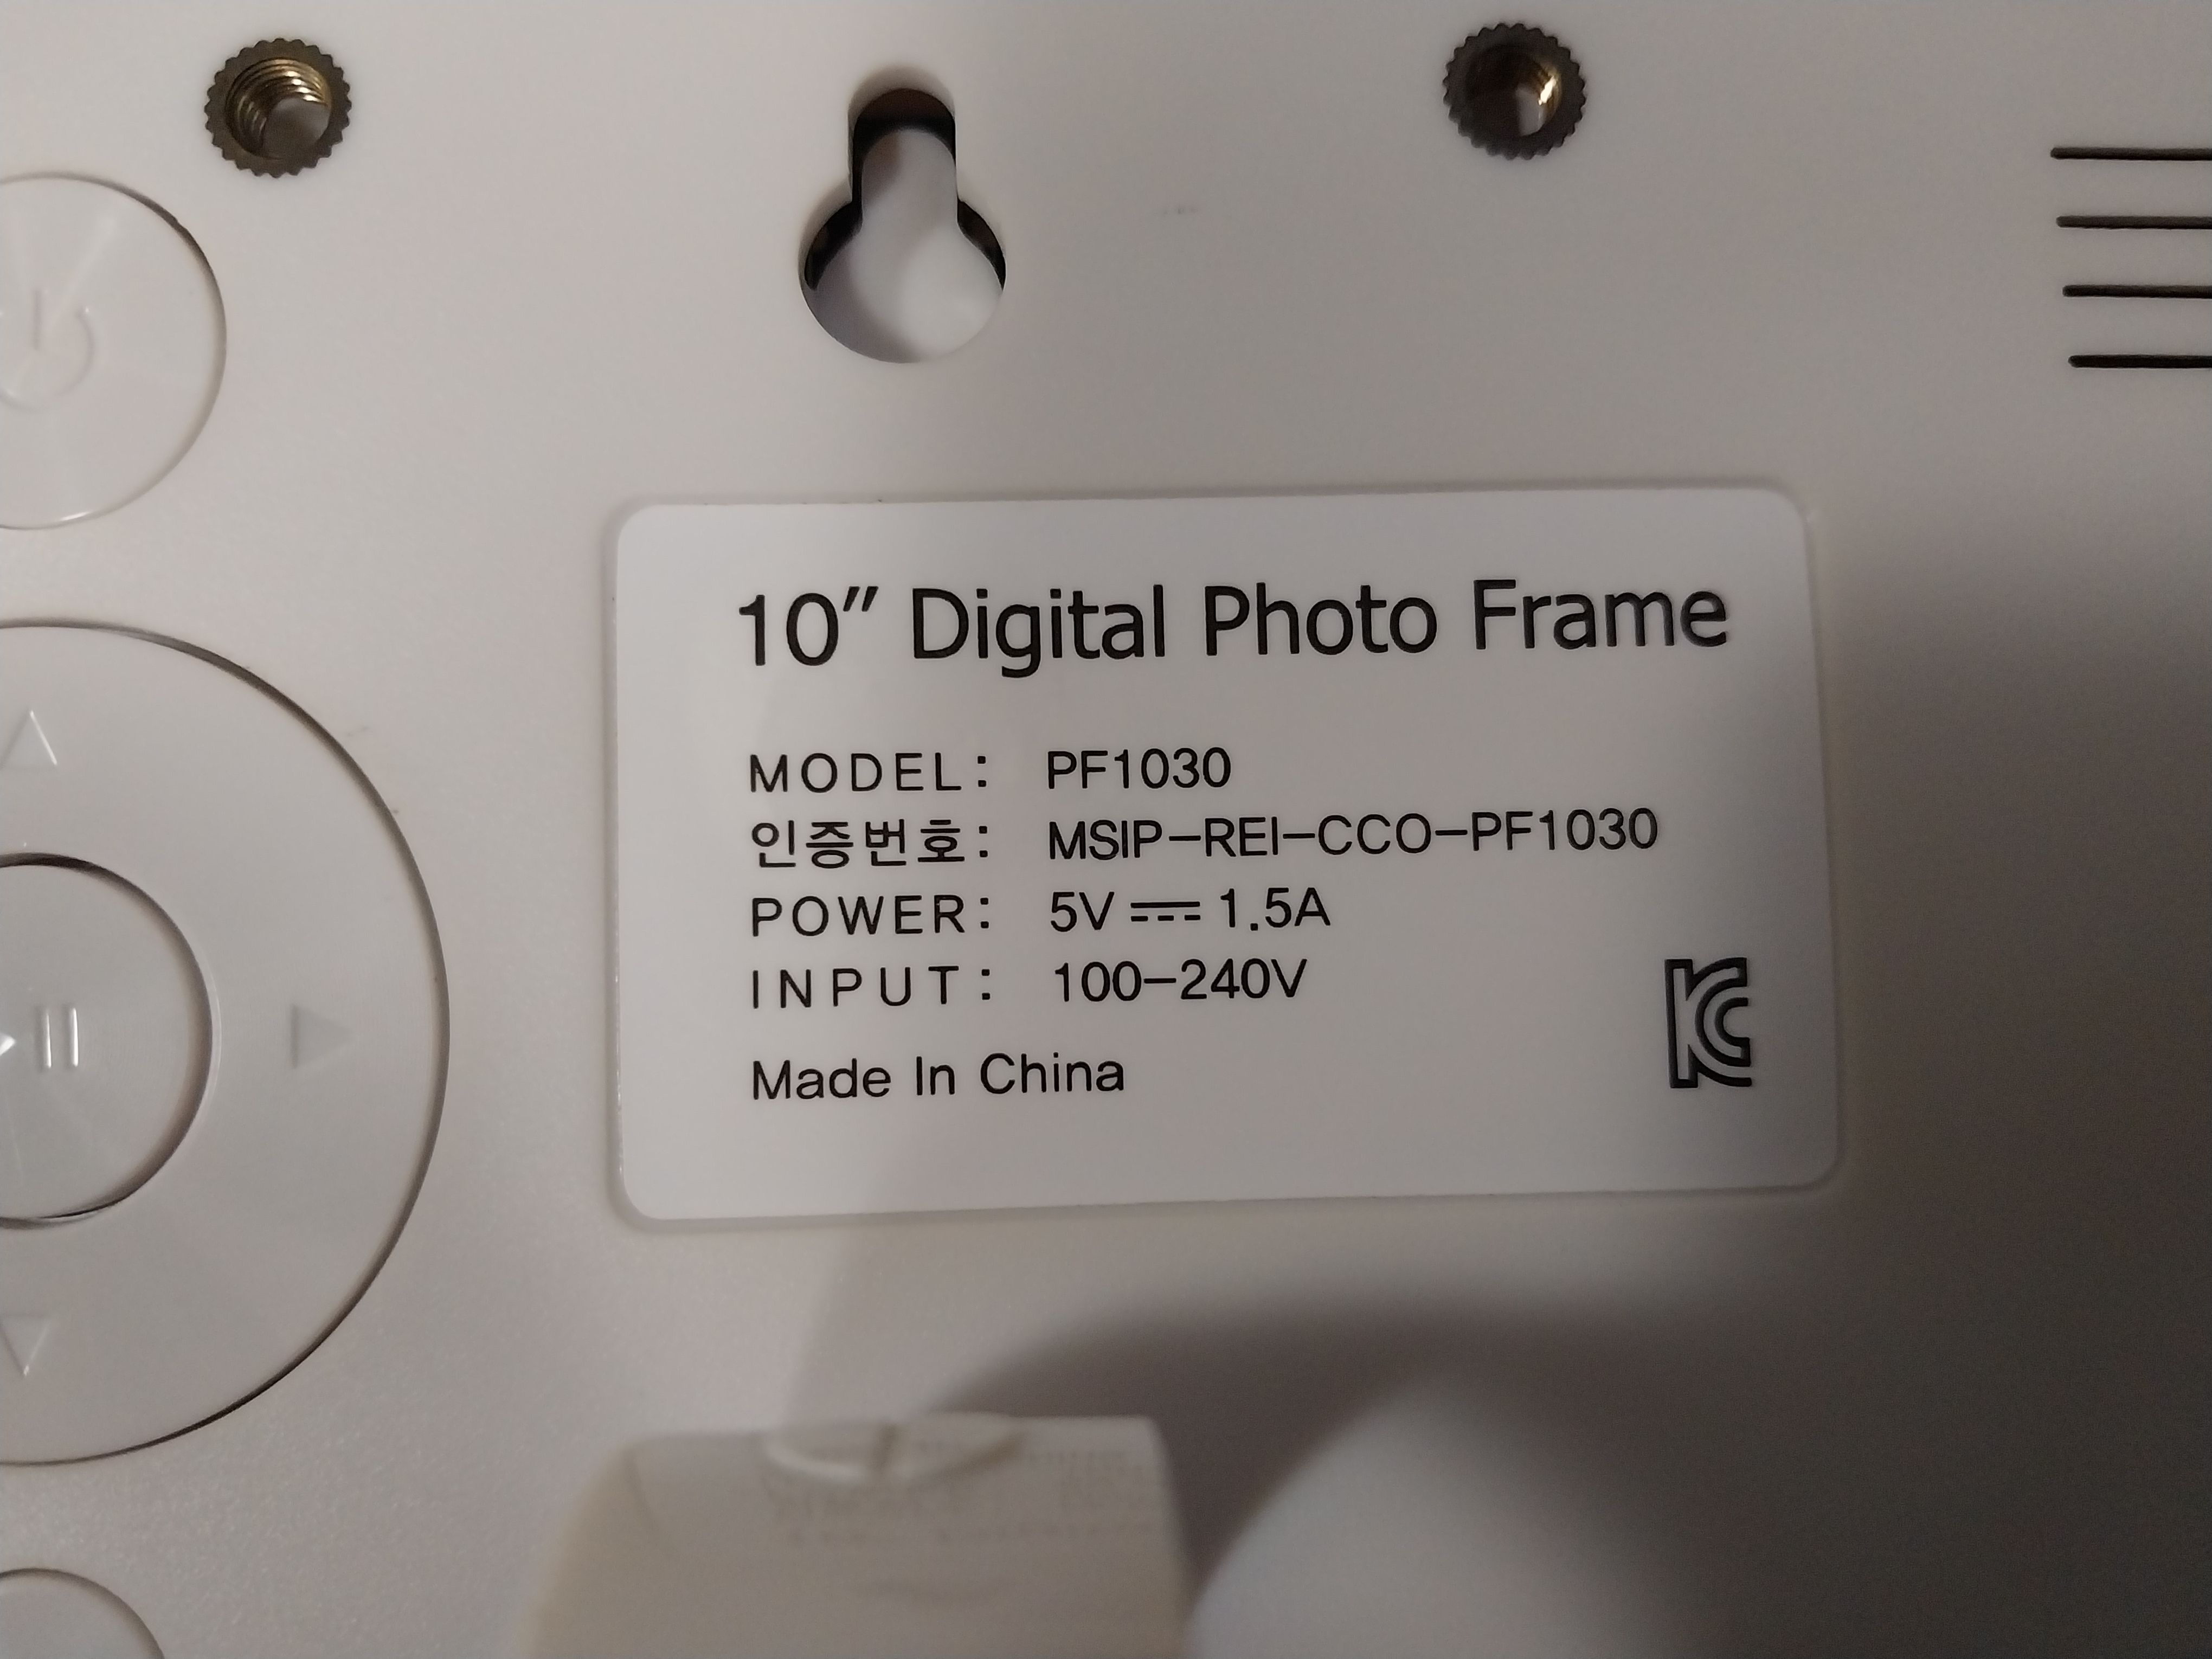 10" Digital Photo Frame
MODEL: PF1030
인증번호: MSIP-REI-CCO-PF1030
POWER: 5V ⎓ 1.5A
INPUT: 100-240V
Made In China
KC